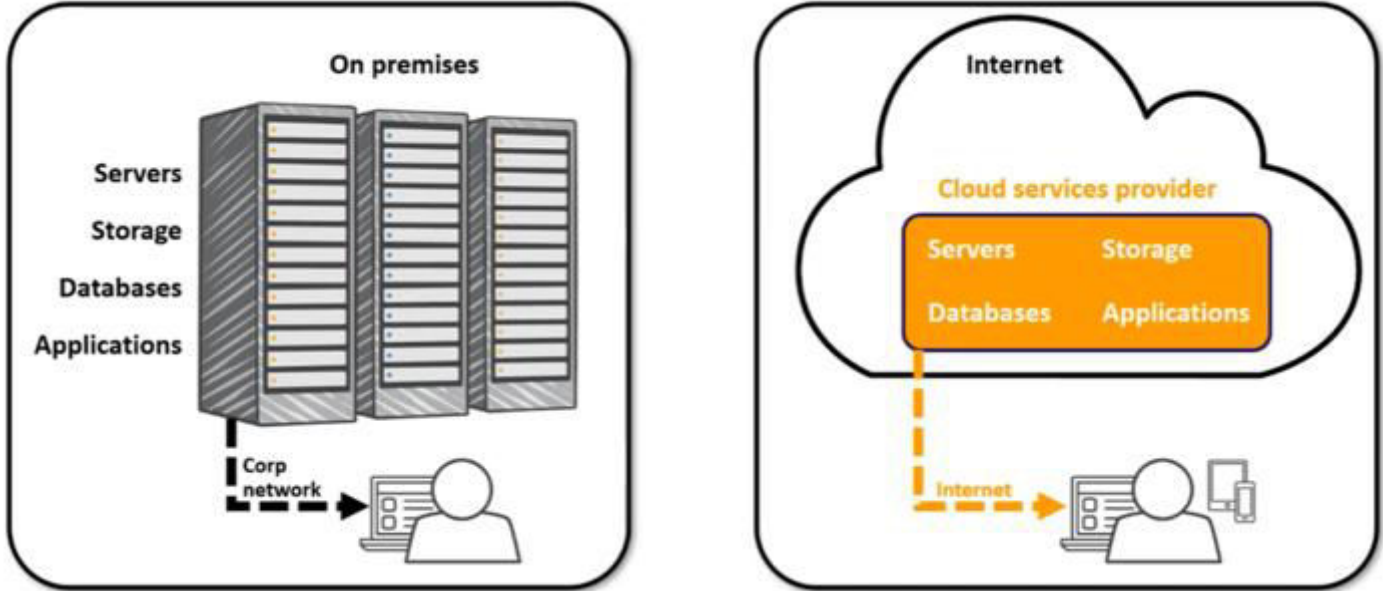 On premises
Servers
Storage
Databases
Applications
Corp
network
Internet
Cloud services provider
Servers Storage
Databases Applications
Internet